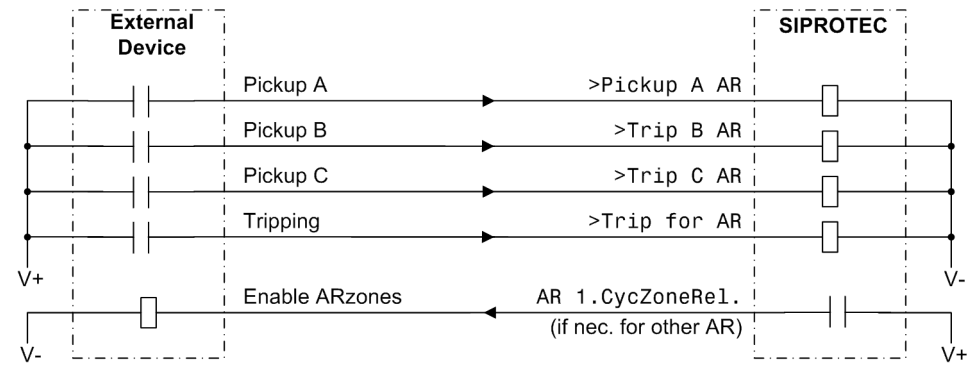 External
Device
SIPROTEC
Pickup A
>Pickup A AR
Pickup B
>Trip B AR
Pickup C
>Trip C AR
Tripping
>Trip for AR
V+
V-
Enable ARzones
AR 1.CycZoneRel.
(if nec. for other AR)
V-
V+